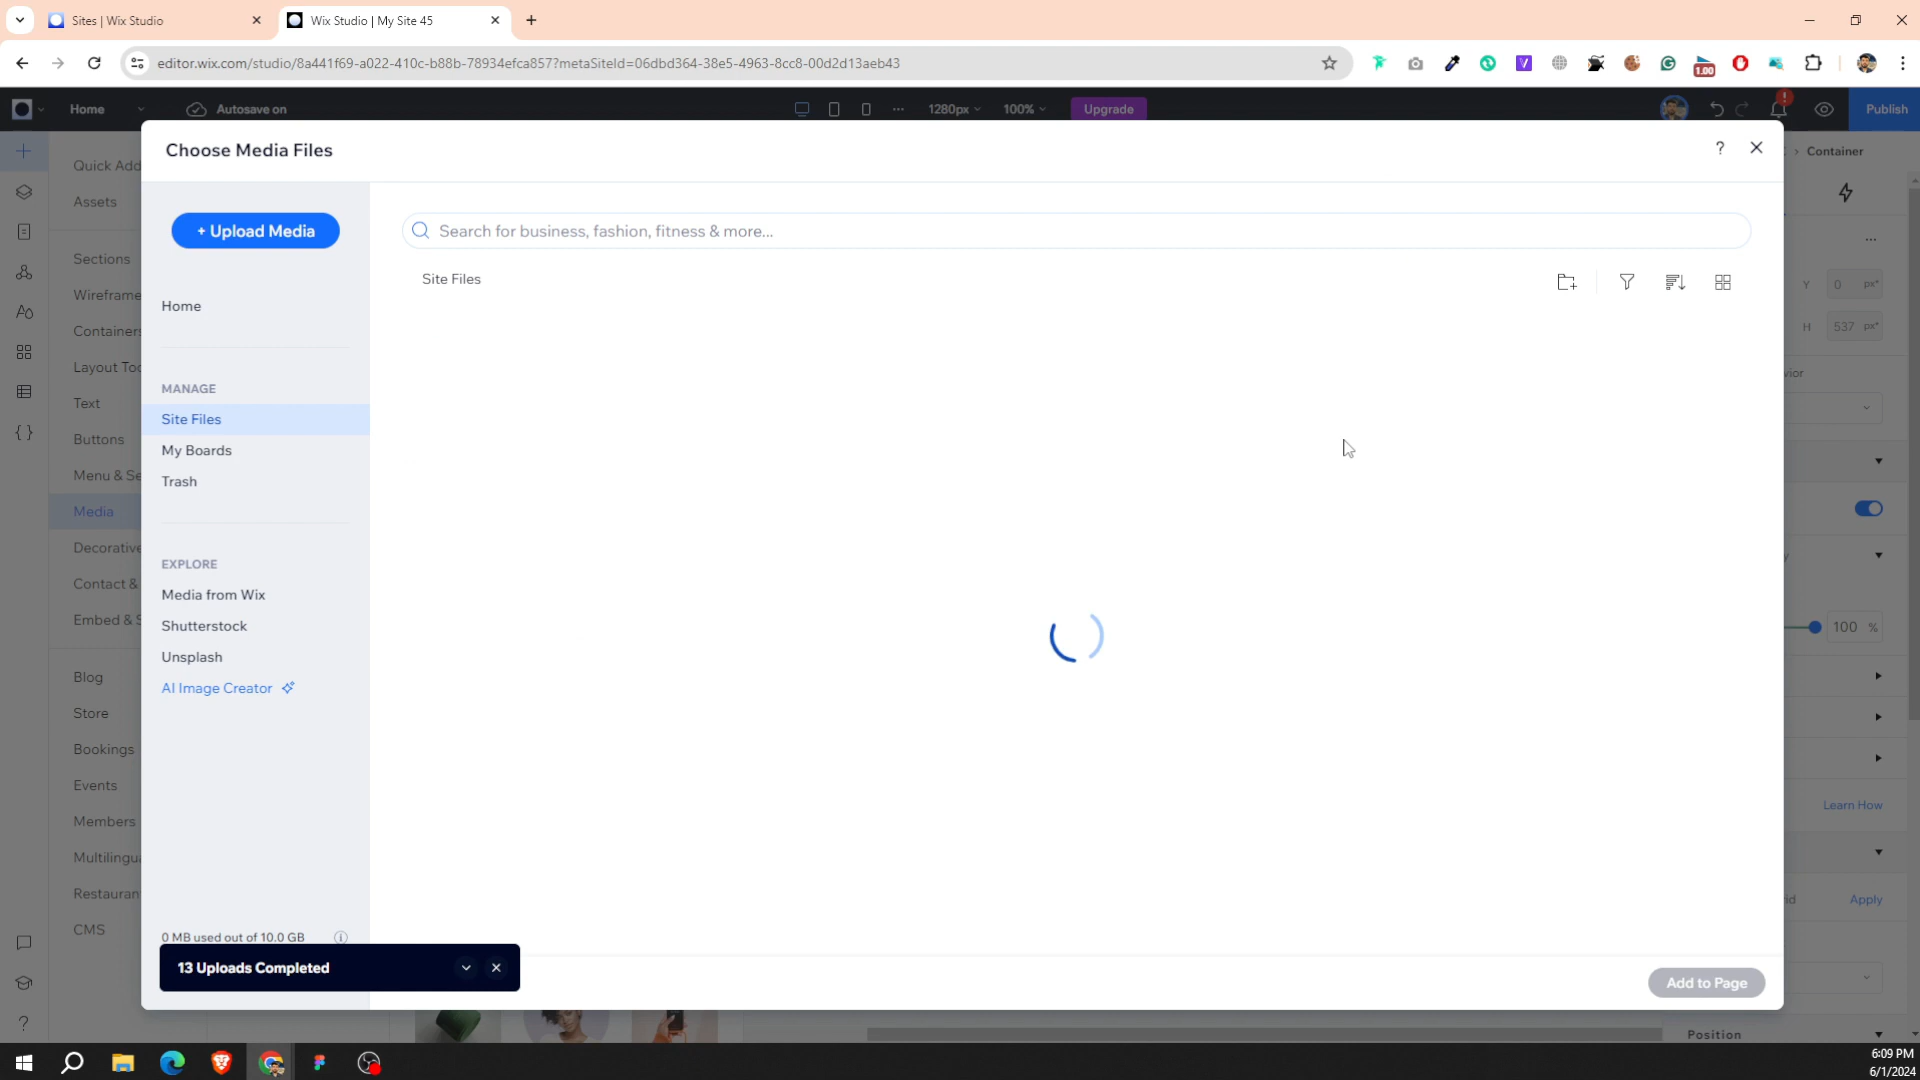 Sites | Wix Studio
Wix Studio | My Site 45
editor.wix.com/studio/8a441f69-a022-410c-b88b-78934efca857?metaSiteId=06dbd364-38e5-4963-8cc8-00d2d13aeb43
1.00
Home
Autosave on
1280px
100%
Upgrade
Publish
Choose Media Files
?
Container
Quick Add
Assets
+ Upload Media
Search for business, fashion, fitness & more...
Sections
Site Files
Y 0 px*
Wireframe
Home
H 537 px*
Containers
Layout Too
MANAGE
Text
Site Files
Buttons
My Boards
Menu & Se
Trash
Media
Decorative
EXPLORE
Contact &
Media from Wix
Embed & S
Shutterstock
100 %
Unsplash
Blog
AI Image Creator
Store
Bookings
Events
Learn How
Members
Multilingua
Restauran
Apply
CMS
0 MB used out of 10.0 GB
13 Uploads Completed
Add to Page
?
Position
6:09 PM
6/1/2024